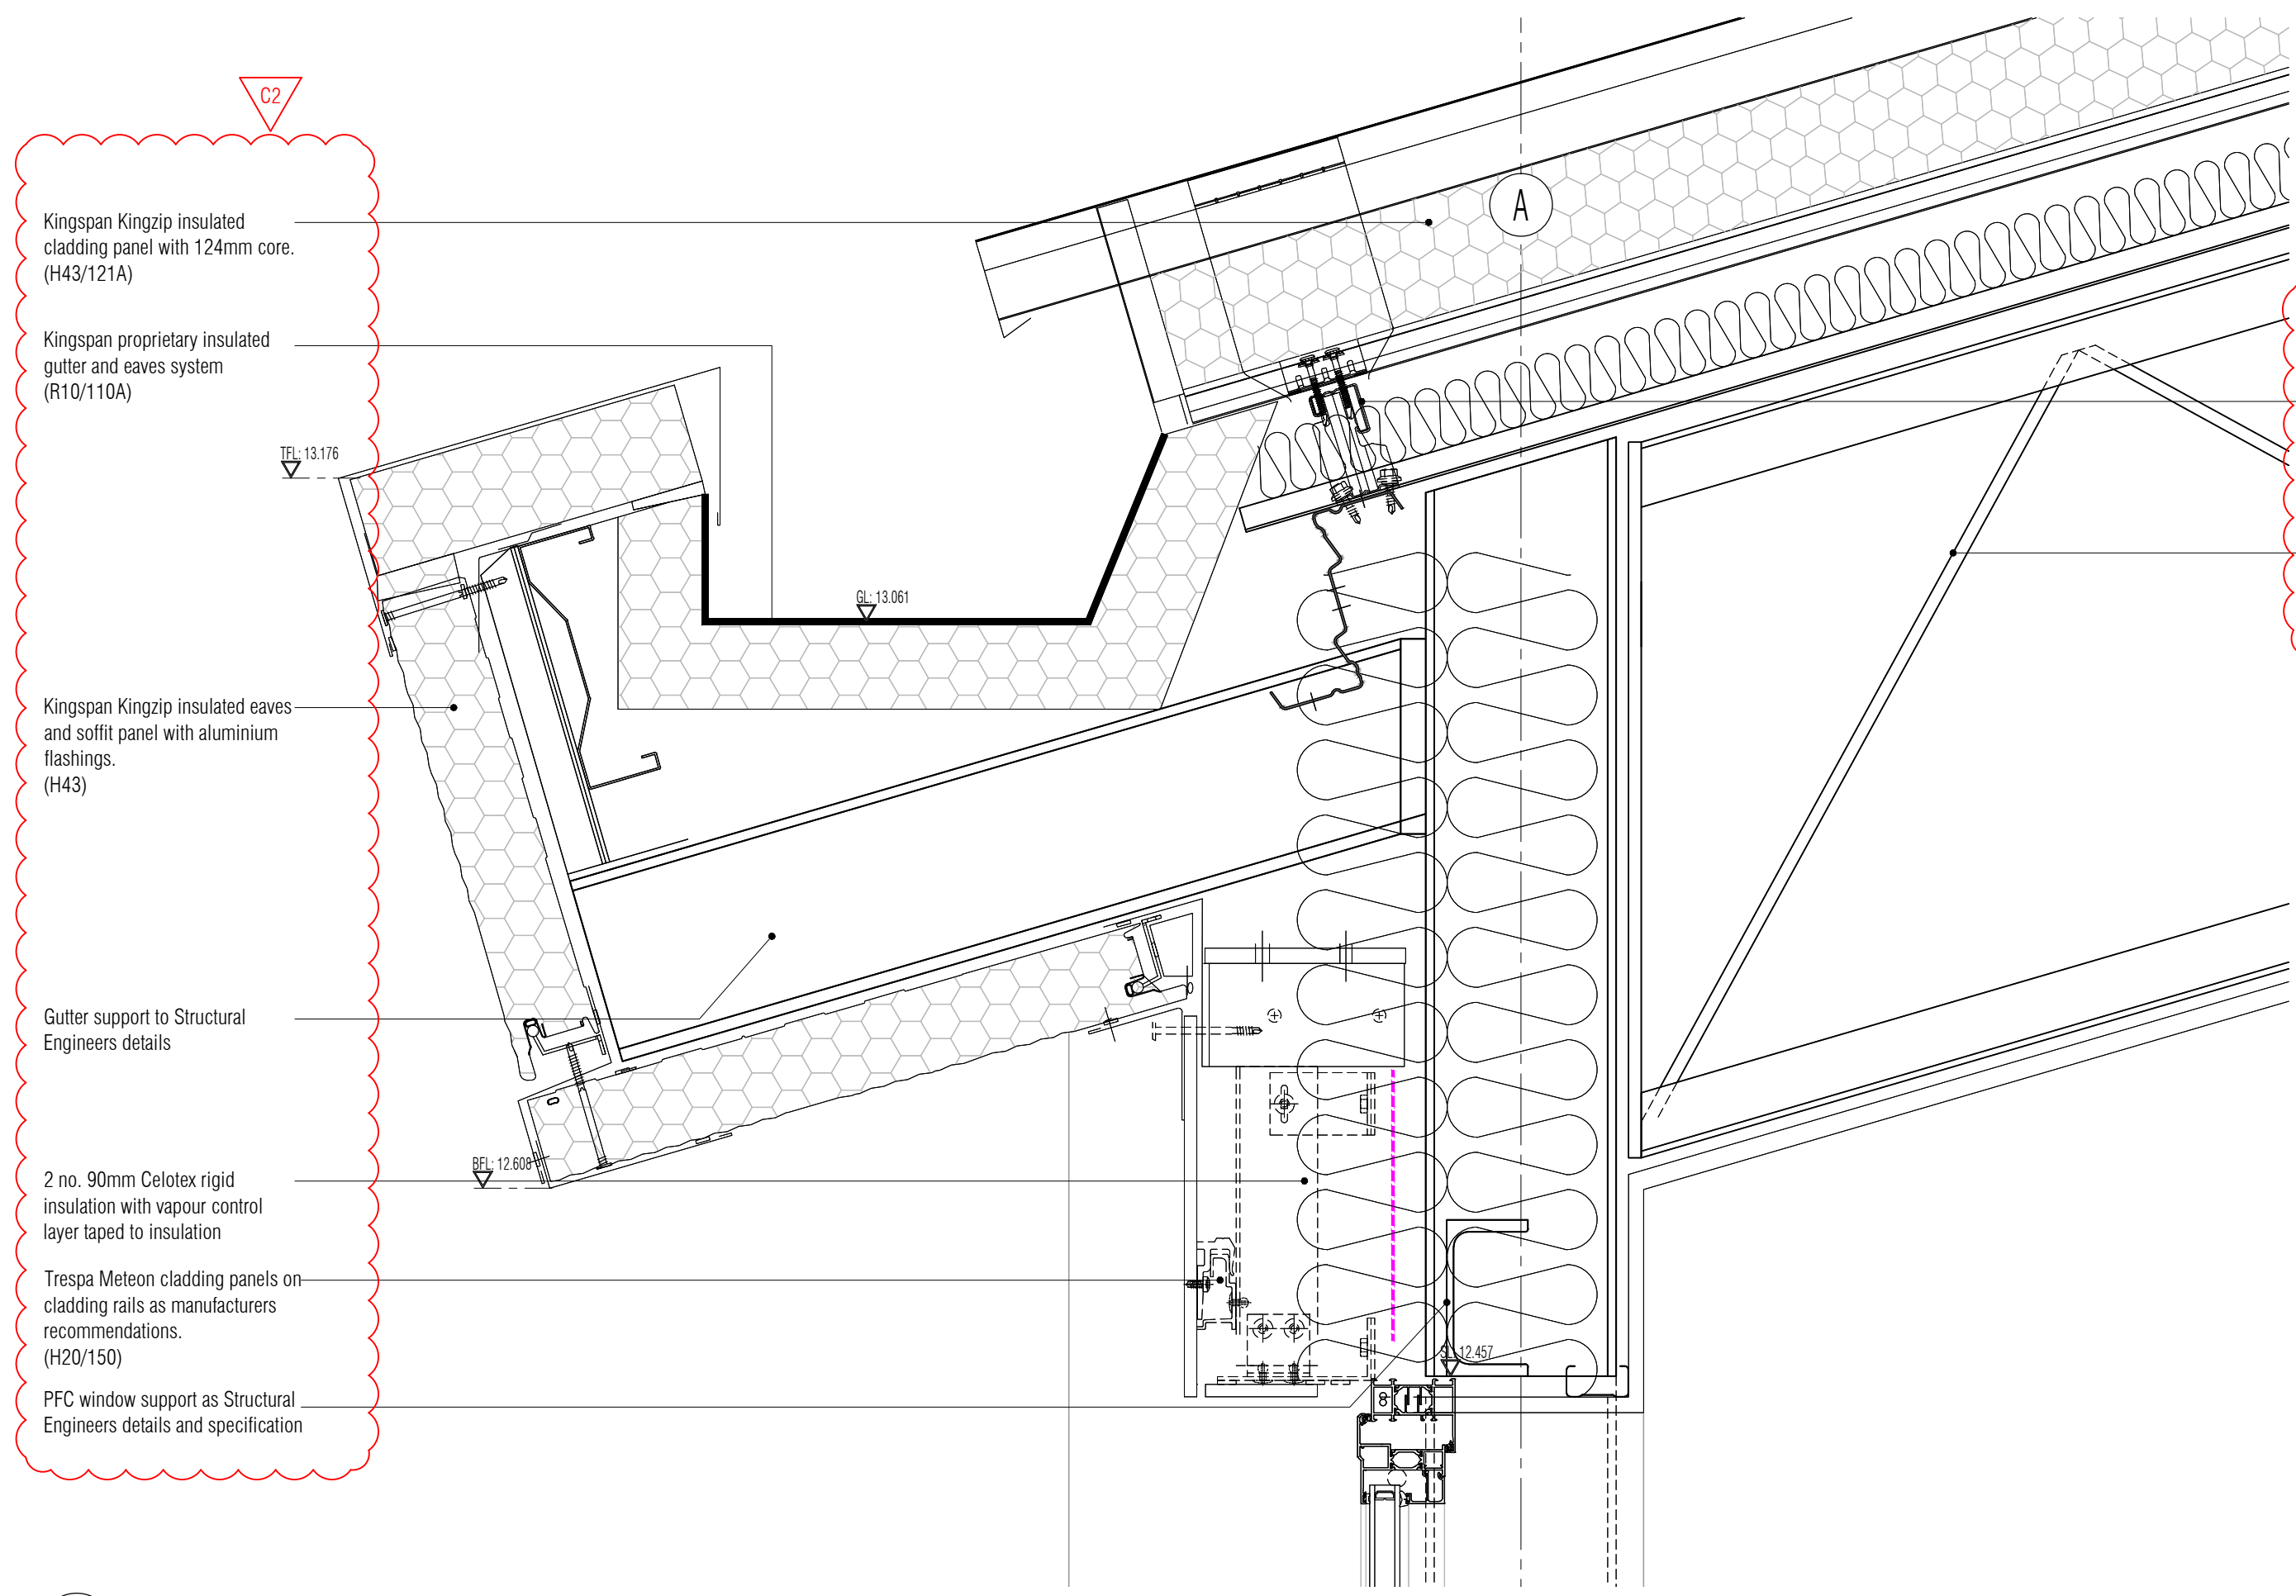 C2
Kingspan Kingzip insulated
cladding panel with 124mm core.
(H43/121A)
A
Kingspan proprietary insulated
gutter and eaves system
(R10/110A)
TFL: 13.176
GL: 13.061
Kingspan Kingzip insulated eaves
and soffit panel with aluminium
flashings.
(H43)
Gutter support to Structural
Engineers details
BFL: 12.608
2 no. 90mm Celotex rigid
insulation with vapour control
layer taped to insulation
Trespa Meteon cladding panels on
cladding rails as manufacturers
recommendations.
(H20/150)
SL: 12.457
PFC window support as Structural
Engineers details and specification